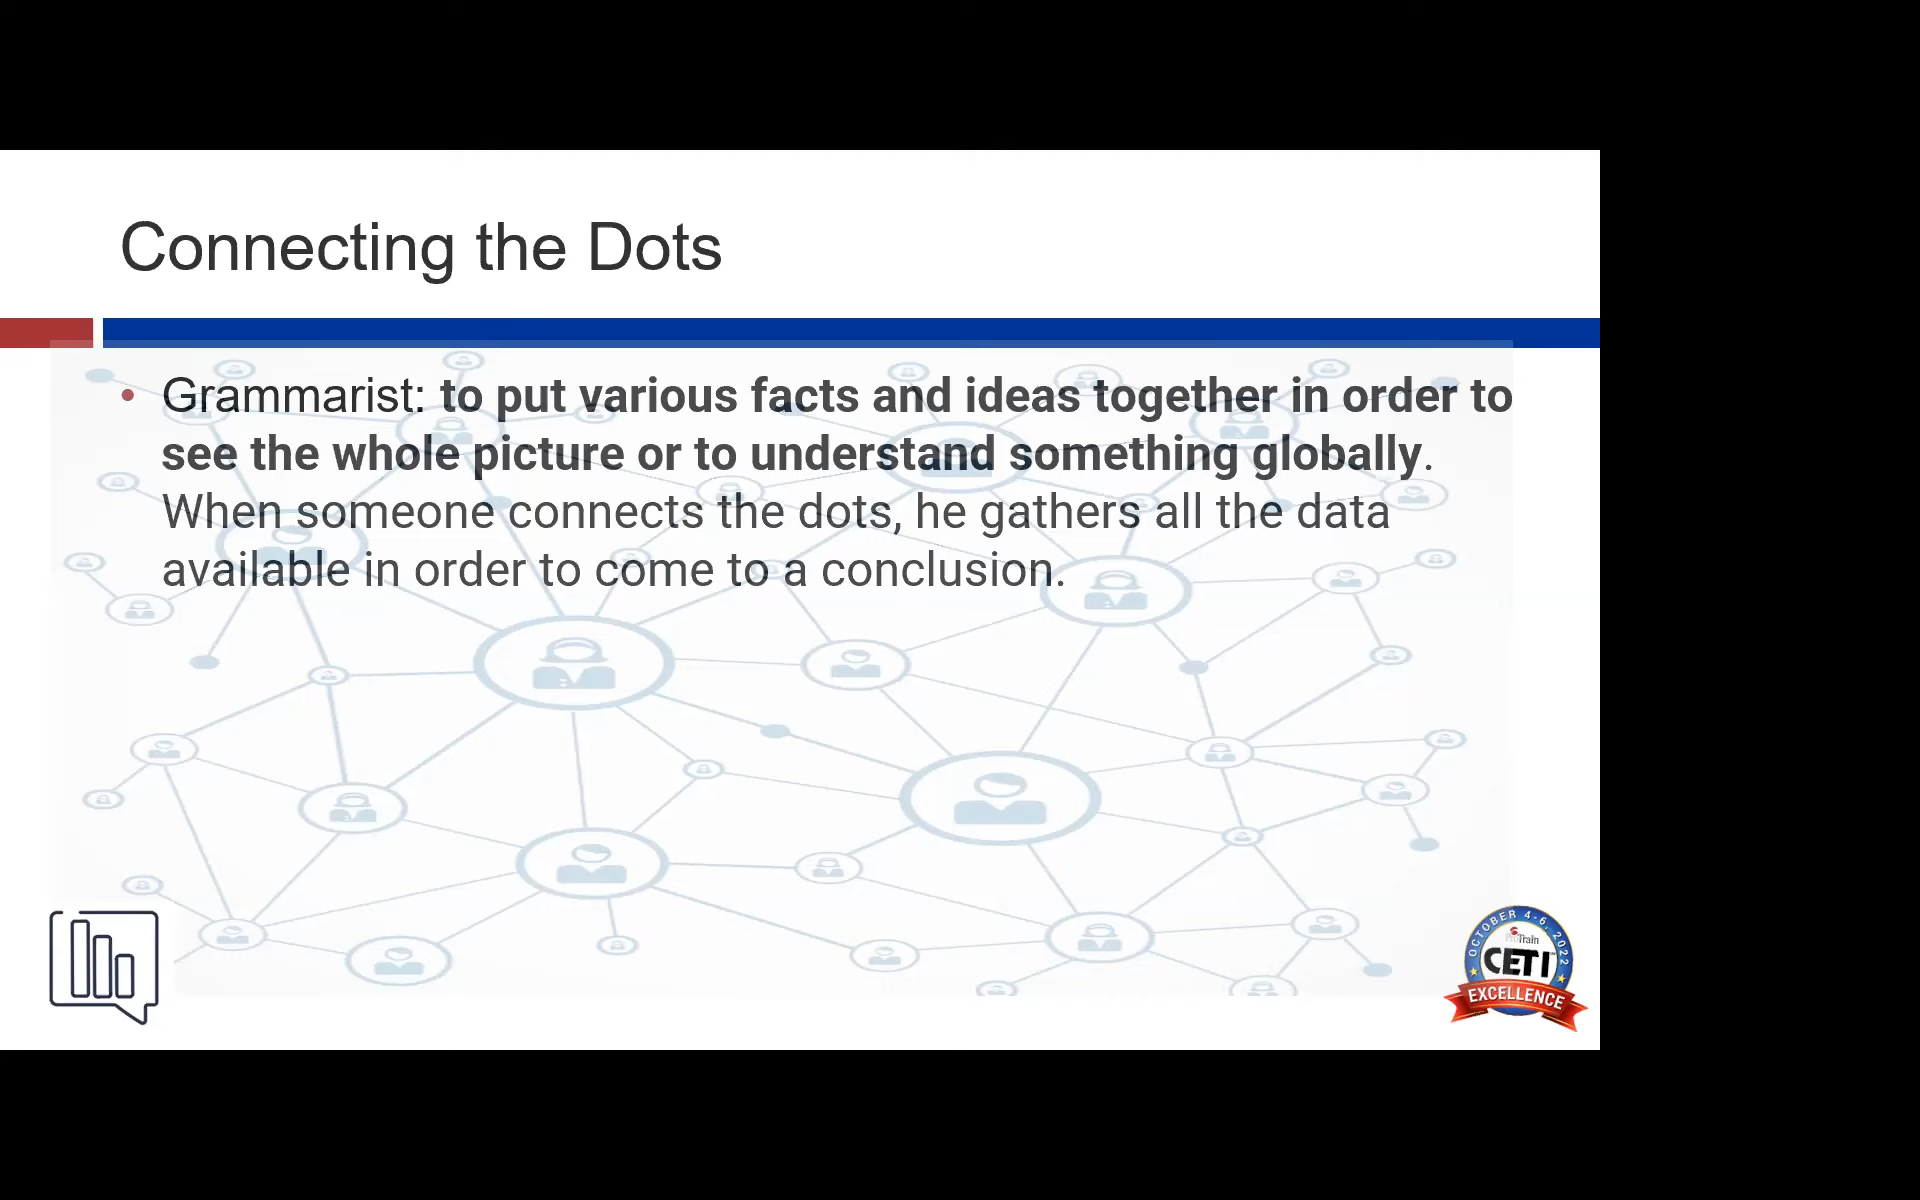 Connecting the Dots
• Grammarist: to put various facts and ideas together in order to
see the whole picture or to understand something globally.
When someone connects the dots, he gathers all the data
available in order to come to a conclusion.
OCTOBER 4-6, 2022
Train
CETI
EXCELLENCE